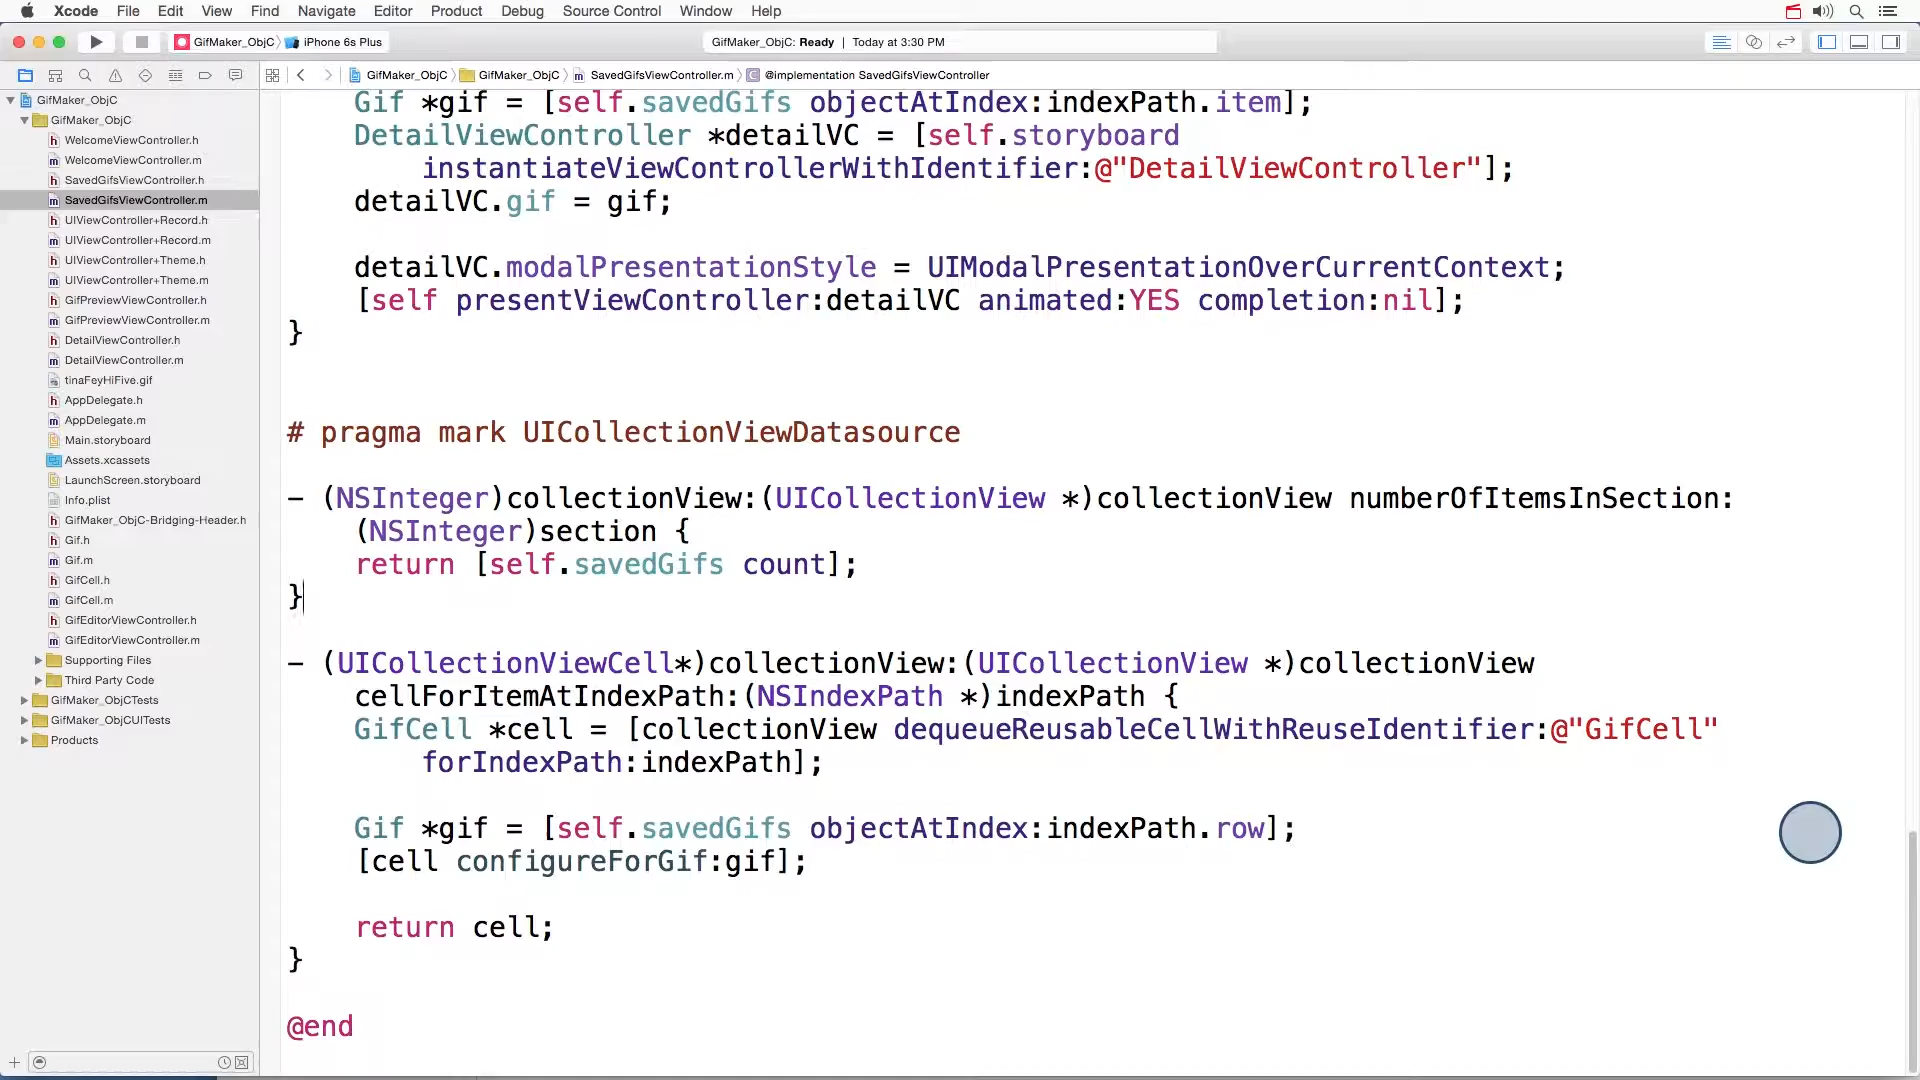 Xcode File Edit View Find Navigate Editor Product Debug Source Control Window Help
GifMaker_ObjC iPhone 6s Plus GifMaker_ObjC: Ready | Today at 3:30 PM
GifMaker_ObjC GifMaker_ObjC SavedGifsViewController.m @implementation SavedGifsViewController
GifMaker_ObjC
GifMaker_ObjC
WelcomeViewController.h
WelcomeViewController.m
SavedGifsViewController.h
SavedGifsViewController.m
UIViewController+Record.h
UIViewController+Record.m
UIViewController+Theme.h
UIViewController+Theme.m
GifPreviewViewController.h
GifPreviewViewController.m
DetailViewController.h
DetailViewController.m
tinaFeyHiFive.gif
AppDelegate.h
AppDelegate.m
Main.storyboard
Assets.xcassets
LaunchScreen.storyboard
Info.plist
GifMaker_ObjC-Bridging-Header.h
Gif.h
Gif.m
GifCell.h
GifCell.m
GifEditorViewController.h
GifEditorViewController.m
Supporting Files
Third Party Code
GifMaker_ObjCTests
GifMaker_ObjCUITests
Products
Gif *gif = [self.savedGifs objectAtIndex:indexPath.item];
DetailViewController *detailVC = [self.storyboard
instantiateViewControllerWithIdentifier:@"DetailViewController"];
detailVC.gif = gif;
detailVC.modalPresentationStyle = UIModalPresentationOverCurrentContext;
[self presentViewController:detailVC animated:YES completion:nil];
}
# pragma mark UICollectionViewDatasource
- (NSInteger)collectionView:(UICollectionView *)collectionView numberOfItemsInSection:
(NSInteger)section {
return [self.savedGifs count];
}
- (UICollectionViewCell*)collectionView:(UICollectionView *)collectionView
cellForItemAtIndexPath:(NSIndexPath *)indexPath {
GifCell *cell = [collectionView dequeueReusableCellWithReuseIdentifier:@"GifCell"
forIndexPath:indexPath];
Gif *gif = [self.savedGifs objectAtIndex:indexPath.row];
[cell configureForGif:gif];
return cell;
}
@end